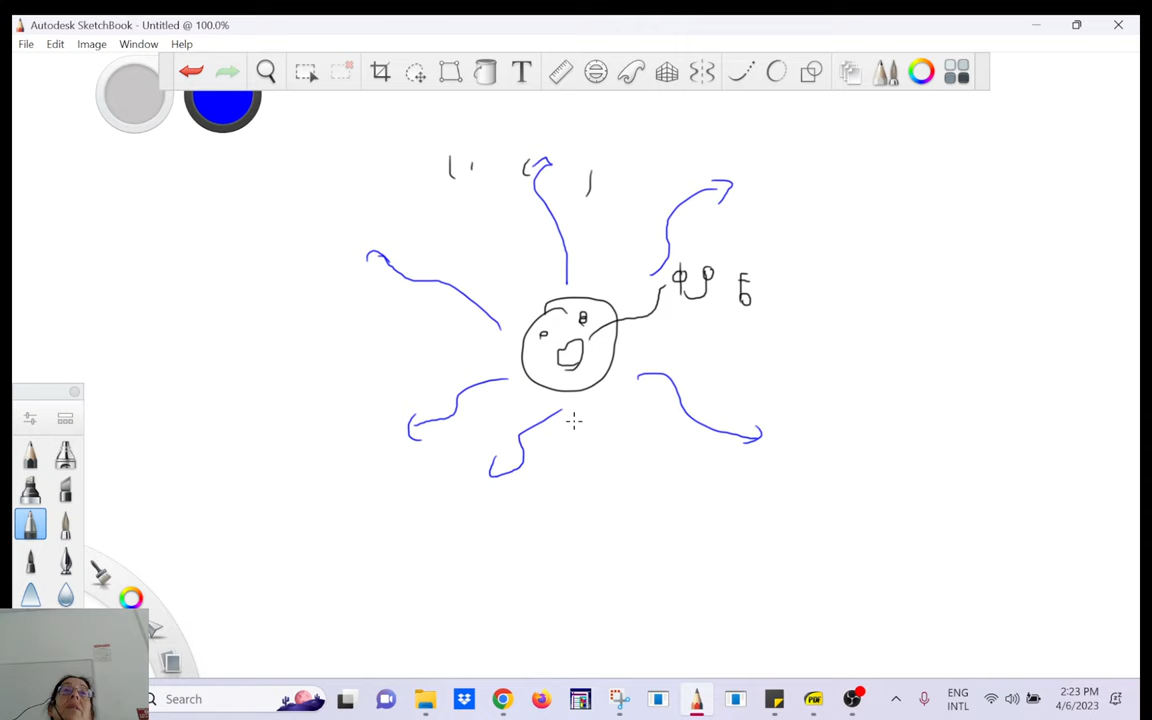 Autodesk SketchBook - Untitled @ 100.0%
File Edit Image Window Help
T
Search
ENG
INTL
2:23 PM
4/6/2023